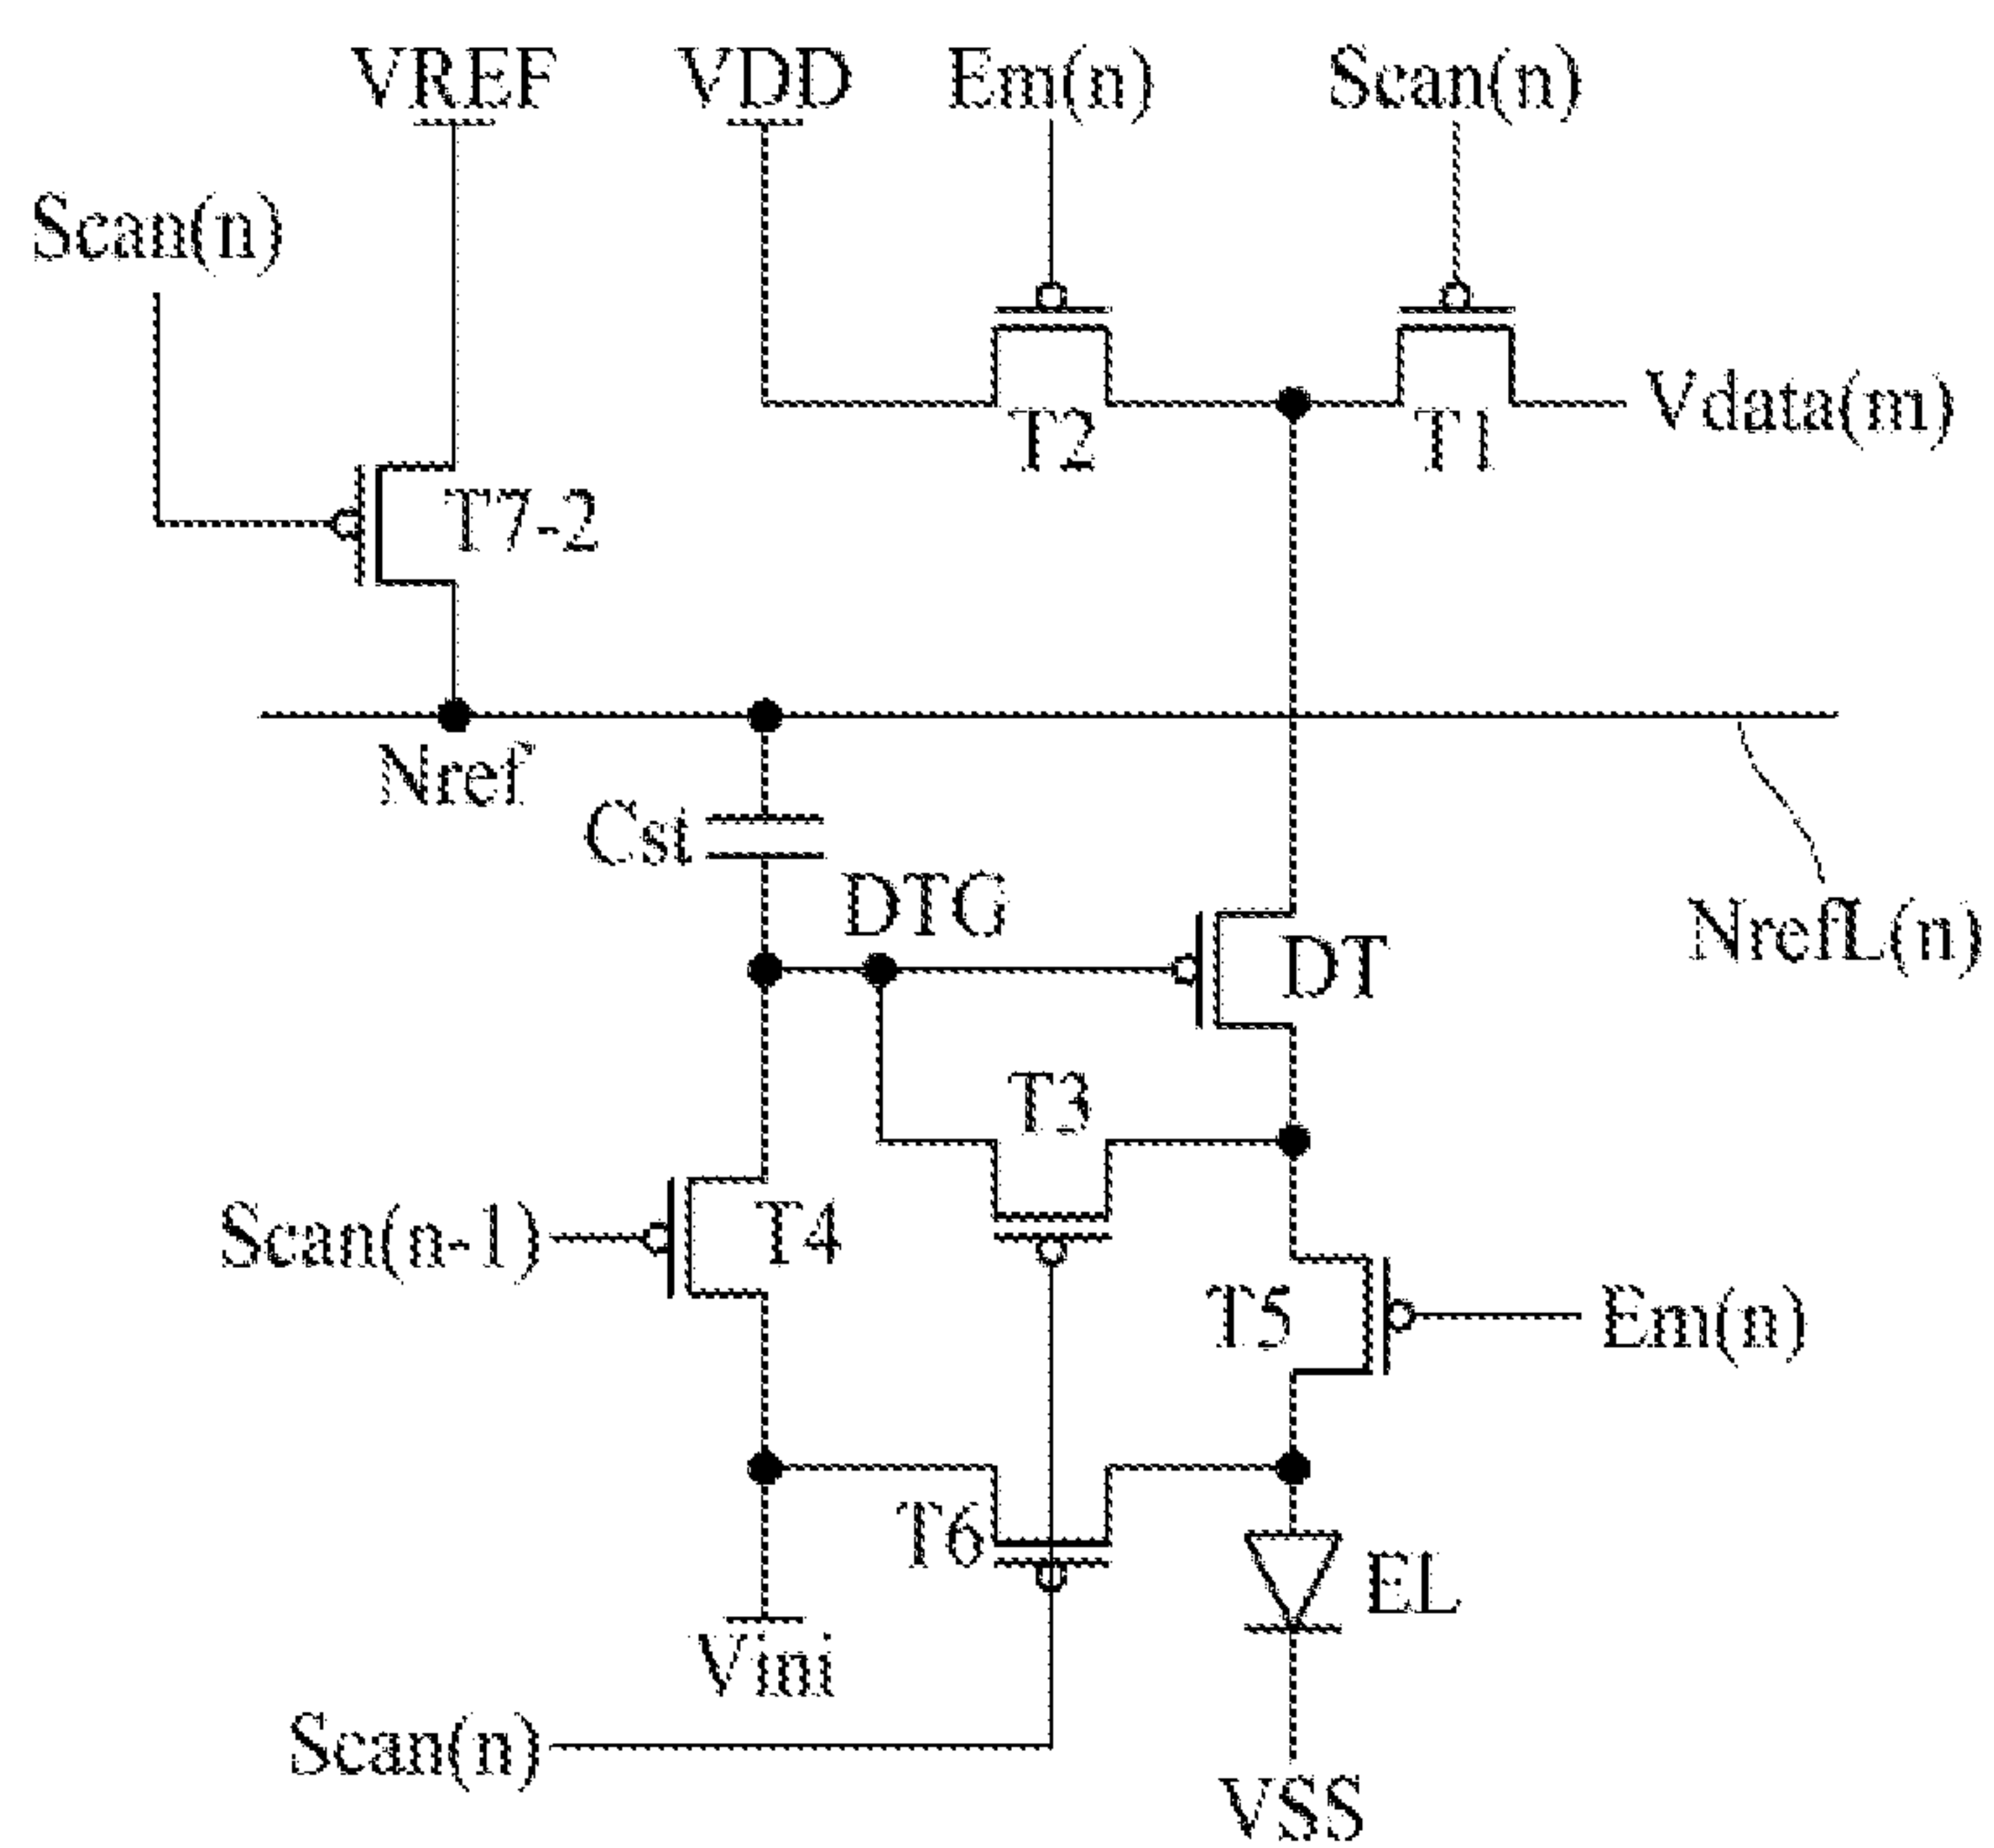 VREF VDD Em(n) Scan(n)
Scan(n)
T2 T1 Vdata(m)
T7-2
Nref
Cst
DTG
NrefL(n)
DT
T3
Scan(n-1) T4
T5 Em(n)
T6
EL
Vini
Scan(n)
VSS